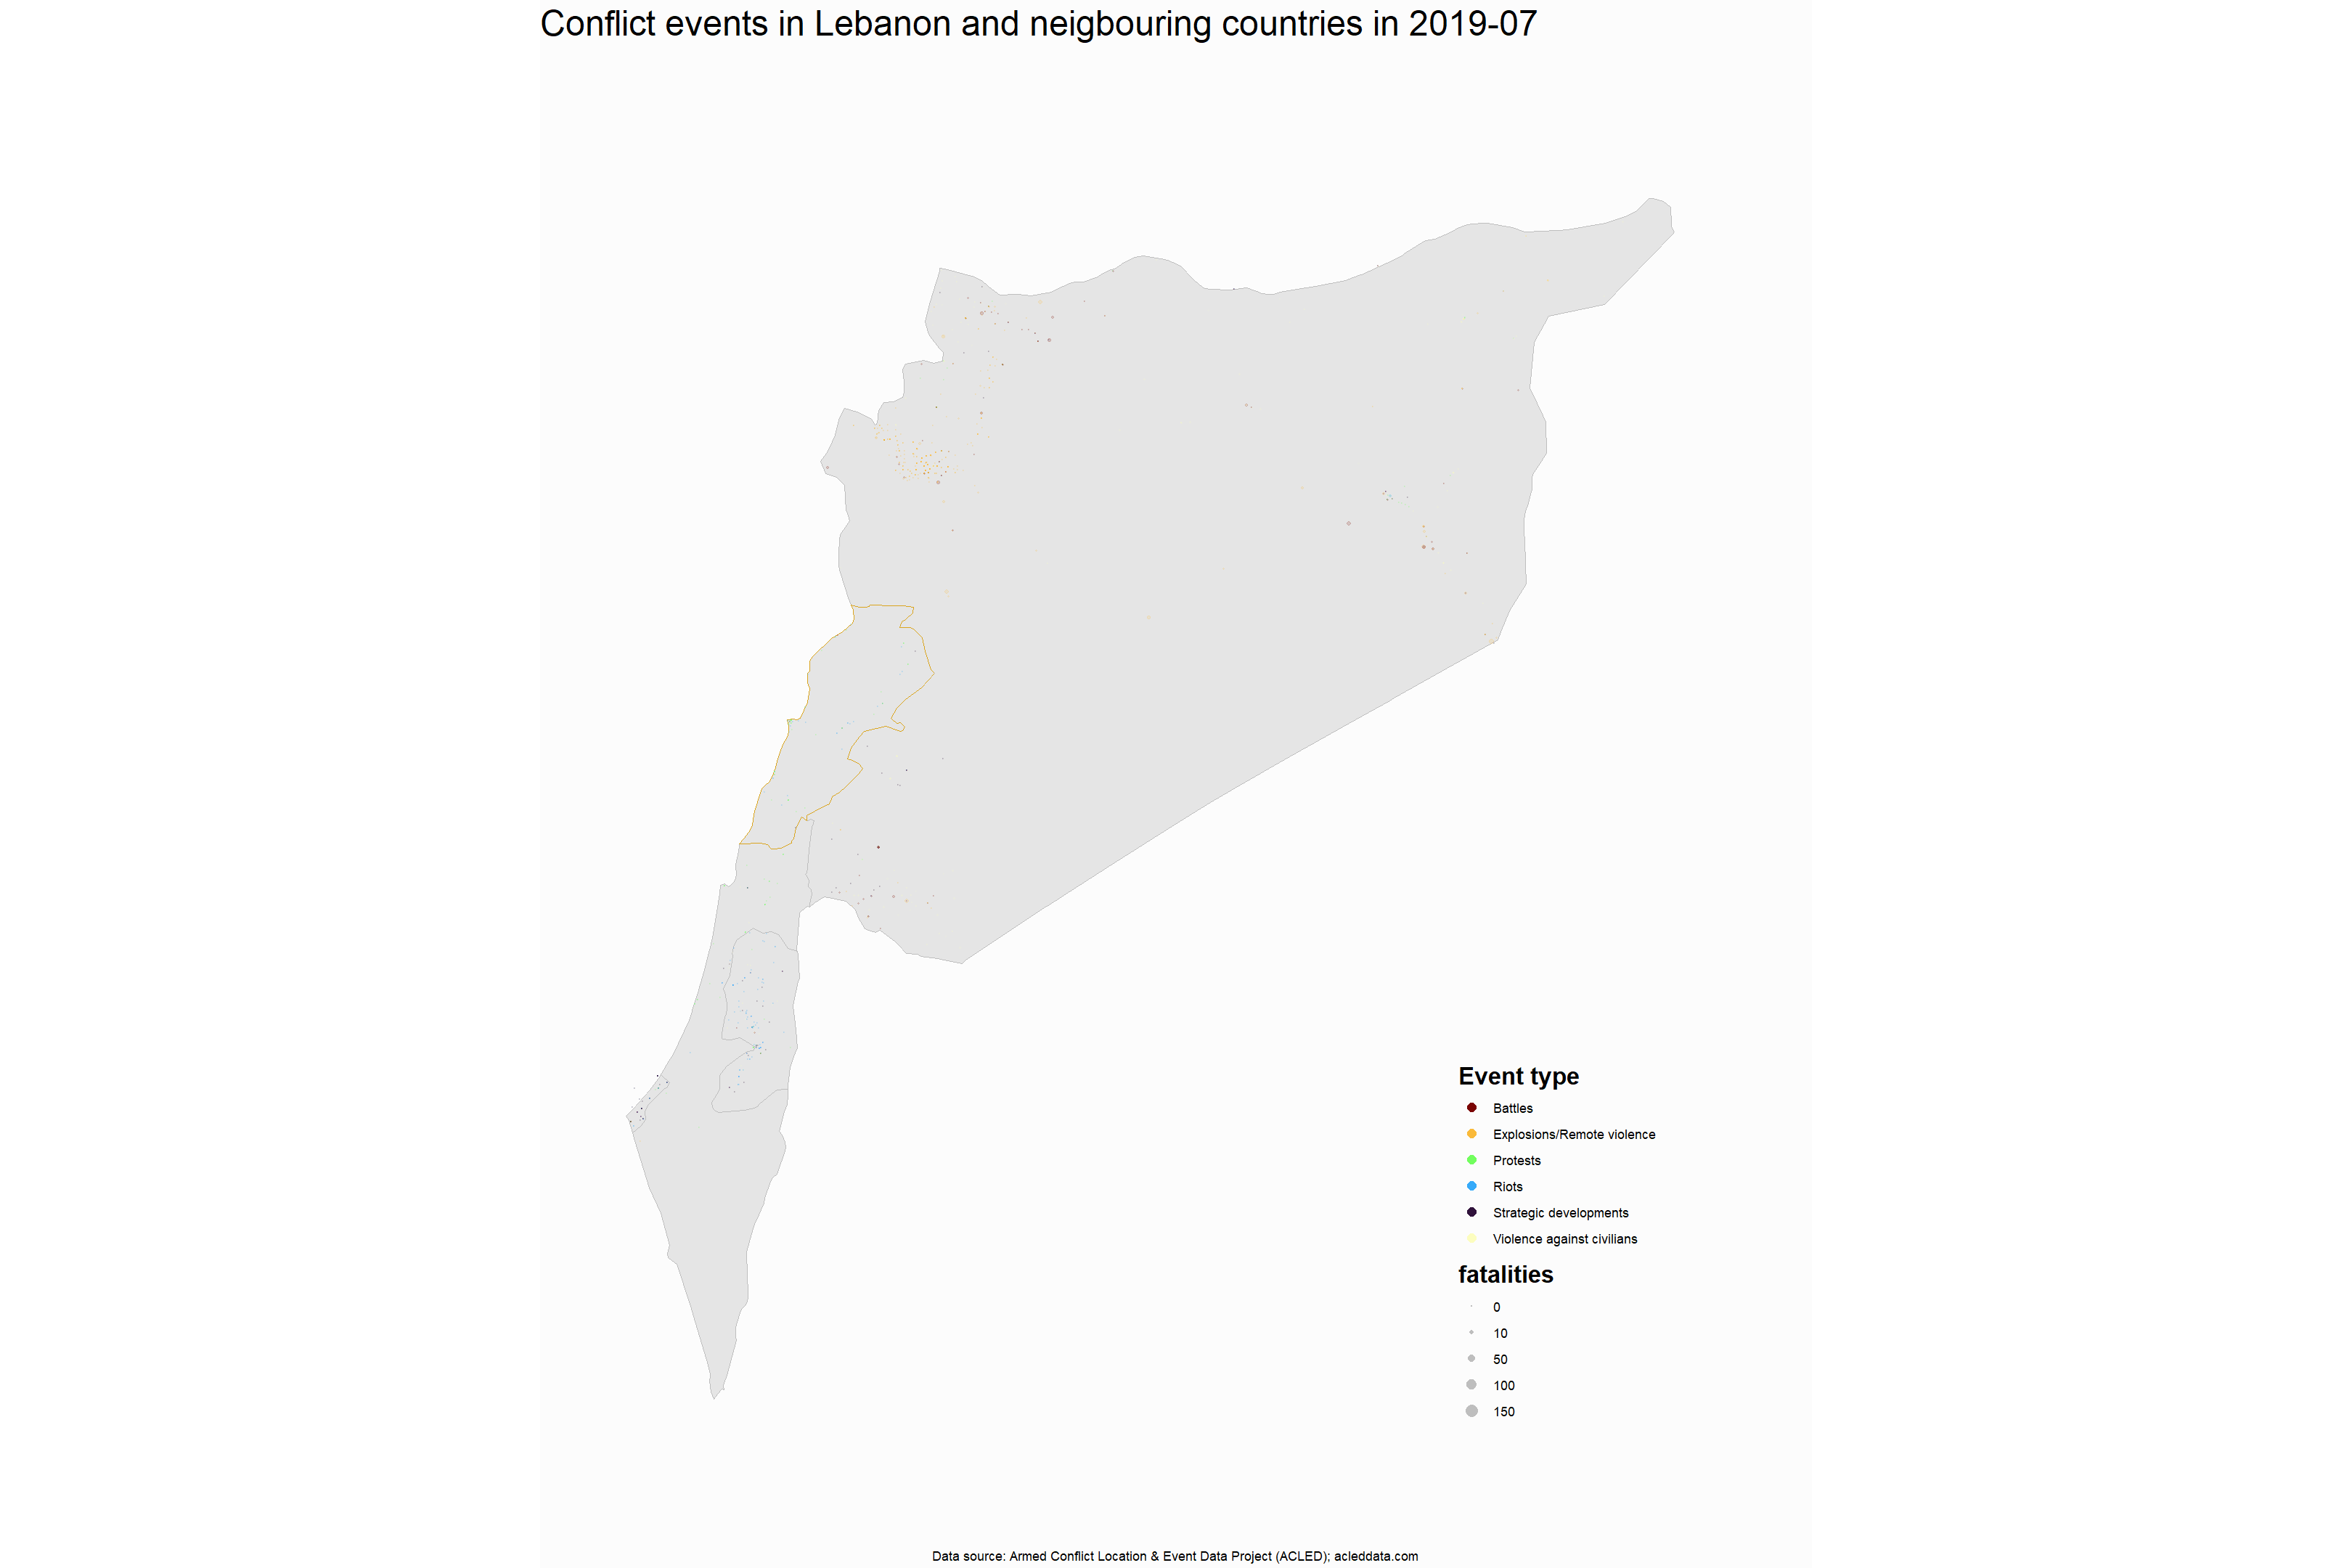 Conflict events in Lebanon and neigbouring countries in 2019-07
Event type
Battles
Explosions/Remote violence
Protests
Riots
Strategic developments
Violence against civilians
fatalities
0
10
50
100
150
Data source: Armed Conflict Location & Event Data Project (ACLED); acleddata.com